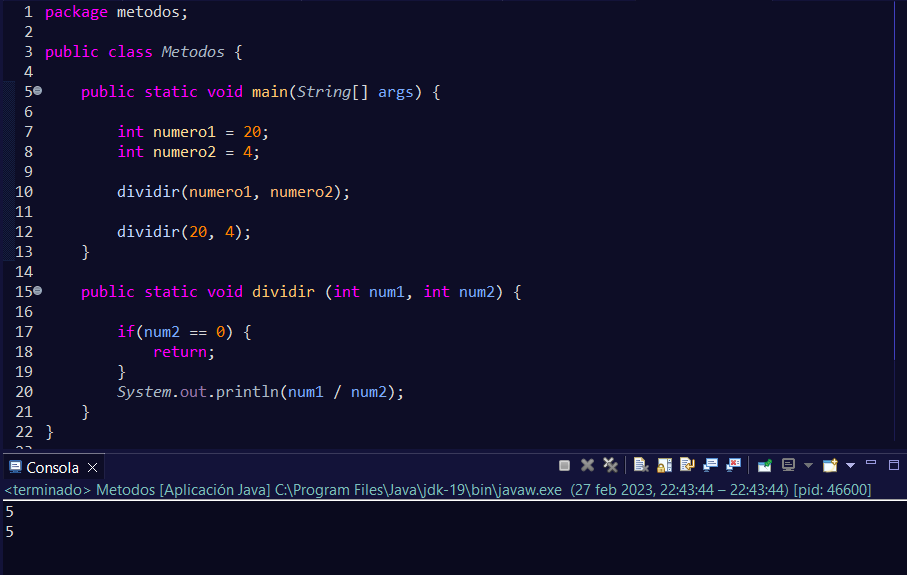 1 package metodos;
2
3 public class Metodos {
4
5 public static void main(String[] args) {
6
7 int numero1 = 20;
8 int numero2 = 4;
9
10 dividir(numero1, numero2);
11
12 dividir(20, 4);
13 }
14
15 public static void dividir (int num1, int num2) {
16
17 if(num2 == 0) {
18 return;
19 }
20 System.out.println(num1 / num2);
21 }
22 }
Consola
<terminado> Metodos [Aplicación Java] C:\Program Files\Java\jdk-19\bin\javaw.exe (27 feb 2023, 22:43:44 – 22:43:44) [pid: 46600]
5
5